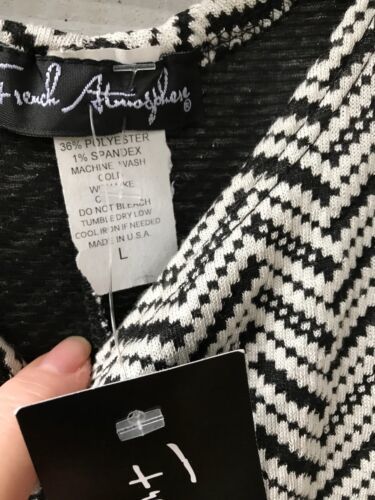 French Atmosphere®
36% POLYESTER
1% SPANDEX
MACHINE WASH
COLD
DO NOT BLEACH
TUMBLE DRY LOW
COOL IRON IF NEEDED
MADE IN U.S.A.
L